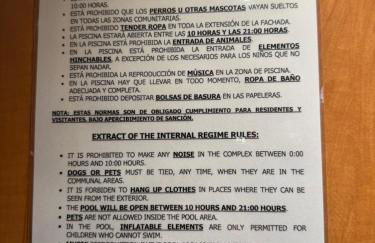 10:00 HORAS.
• ESTÁ PROHIBIDO QUE LOS PERROS U OTRAS MASCOTAS VAYAN SUELTOS
EN TODAS LAS ZONAS COMUNITARIAS.
• ESTÁ PROHIBIDO TENDER ROPA EN TODA LA EXTENSIÓN DE LA FACHADA.
• LA PISCINA ESTARÁ ABIERTA ENTRE LAS 10 HORAS Y LAS 21:00 HORAS.
• EN LA PISCINA ESTÁ PROHIBIDA LA ENTRADA DE ANIMALES.
• EN LA PISCINA ESTÁ PROHIBIDA LA ENTRADA DE ELEMENTOS
HINCHABLES, A EXCEPCIÓN DE LOS NECESARIOS PARA LOS NIÑOS QUE NO
SEPAN NADAR.
• ESTÁ PROHIBIDA LA REPRODUCCIÓN DE MÚSICA EN LA ZONA DE PISCINA.
• EN LA PISCINA HAY QUE LLEVAR EN TODO MOMENTO, ROPA DE BAÑO
ADECUADA Y COMPLETA.
• ESTÁ PROHIBIDO DEPOSITAR BOLSAS DE BASURA EN LAS PAPELERAS.
NOTA: ESTAS NORMAS SON DE OBLIGADO CUMPLIMIENTO PARA RESIDENTES Y
VISITANTES, BAJO APERCIBIMIENTO DE SANCIÓN.
EXTRACT OF THE INTERNAL REGIME RULES:
• IT IS PROHIBITED TO MAKE ANY NOISE IN THE COMPLEX BETWEEN 0:00
HOURS AND 10:00 HOURS.
• DOGS OR PETS MUST BE TIED, ANY TIME, WHEN THEY ARE IN THE
COMMUNAL AREAS.
• IT IS FORBIDEN TO HANG UP CLOTHES IN PLACES WHERE THEY CAN BE
SEEN FROM THE EXTERIOR.
• THE POOL WILL BE OPEN BETWEEN 10 HOURS AND 21:00 HOURS.
• PETS ARE NOT ALLOWED INSIDE THE POOL AREA.
• IN THE POOL, INFLATIBLE ELEMENTS ARE ONLY PERMITTED FOR
CHILDREN WHO CANNOT SWIM.